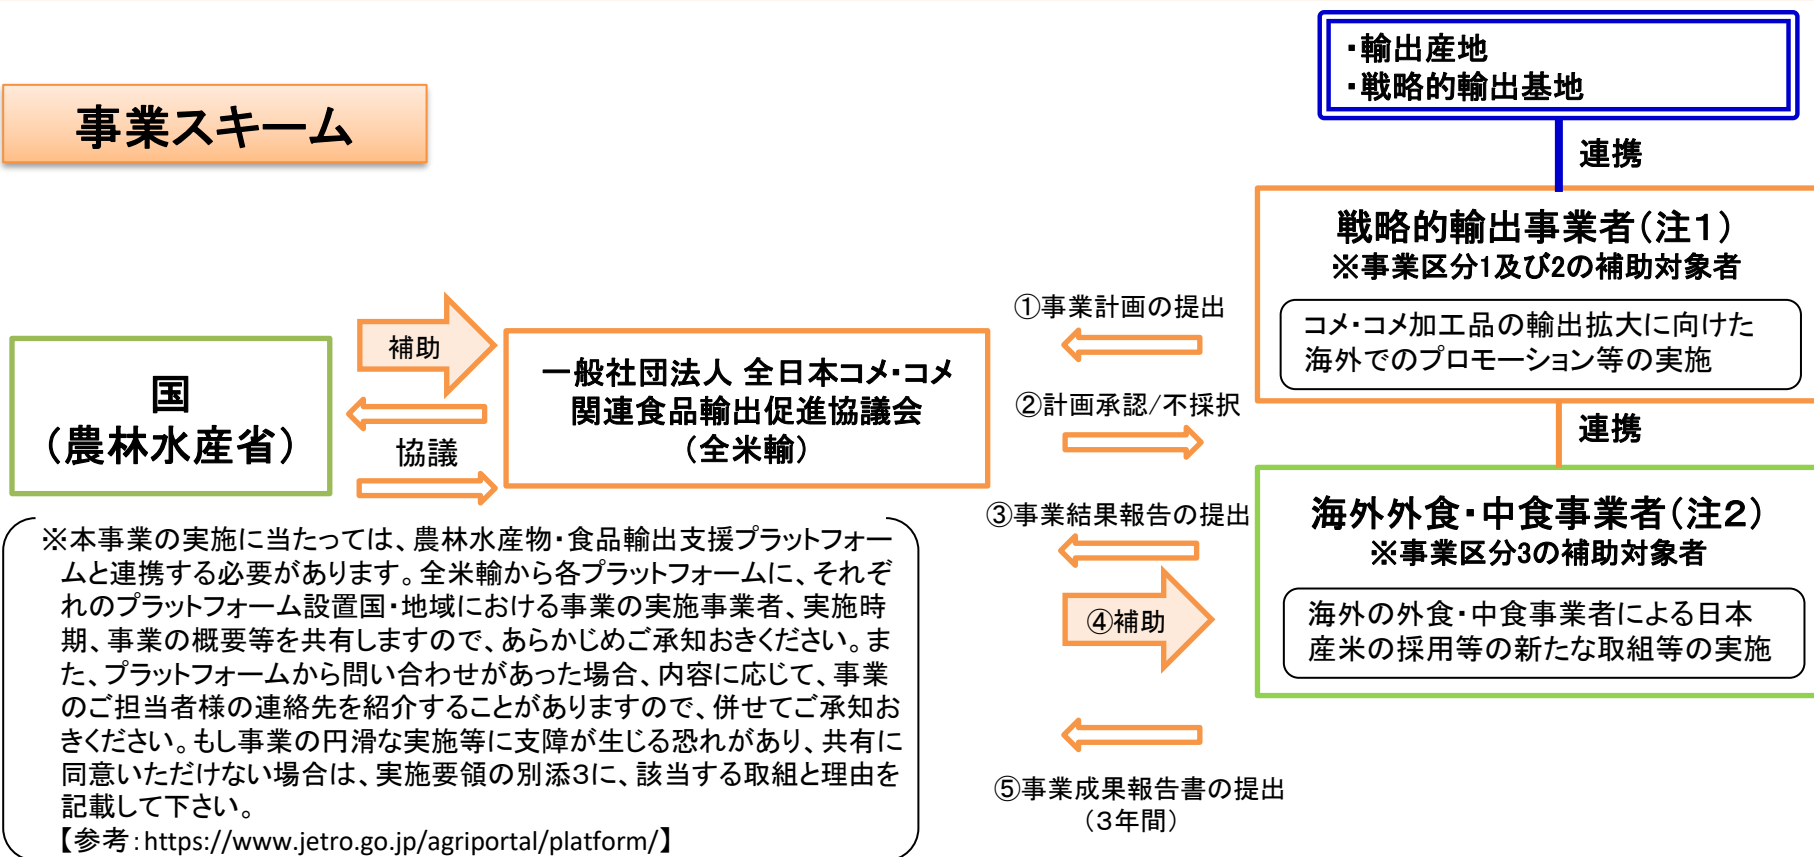 ・輸出産地
・戦略的輸出基地
事業スキーム
連携
戦略的輸出事業者（注１）
※事業区分1及び2の補助対象者
コメ・コメ加工品の輸出拡大に向けた
海外でのプロモーション等の実施
連携
海外外食・中食事業者（注２）
※事業区分3の補助対象者
海外の外食・中食事業者による日本
産米の採用等の新たな取組等の実施
国
（農林水産省）
補助
協議
一般社団法人 全日本コメ・コメ
関連食品輸出促進協議会
（全米輸）
①事業計画の提出
②計画承認/不採択
③事業結果報告の提出
④補助
⑤事業成果報告書の提出
（３年間）
※本事業の実施に当たっては、農林水産物・食品輸出支援プラットフォー
ムと連携する必要があります。全米輸から各プラットフォームに、それぞ
れのプラットフォーム設置国・地域における事業の実施事業者、実施時
期、事業の概要等を共有しますので、あらかじめご承知おきください。ま
た、プラットフォームから問い合わせがあった場合、内容に応じて、事業
のご担当者様の連絡先を紹介することがありますので、併せてご承知お
きください。もし事業の円滑な実施等に支障が生じる恐れがあり、共有に
同意いただけない場合は、実施要領の別添３に、該当する取組と理由を
記載して下さい。
【参考：https://www.jetro.go.jp/agriportal/platform/】